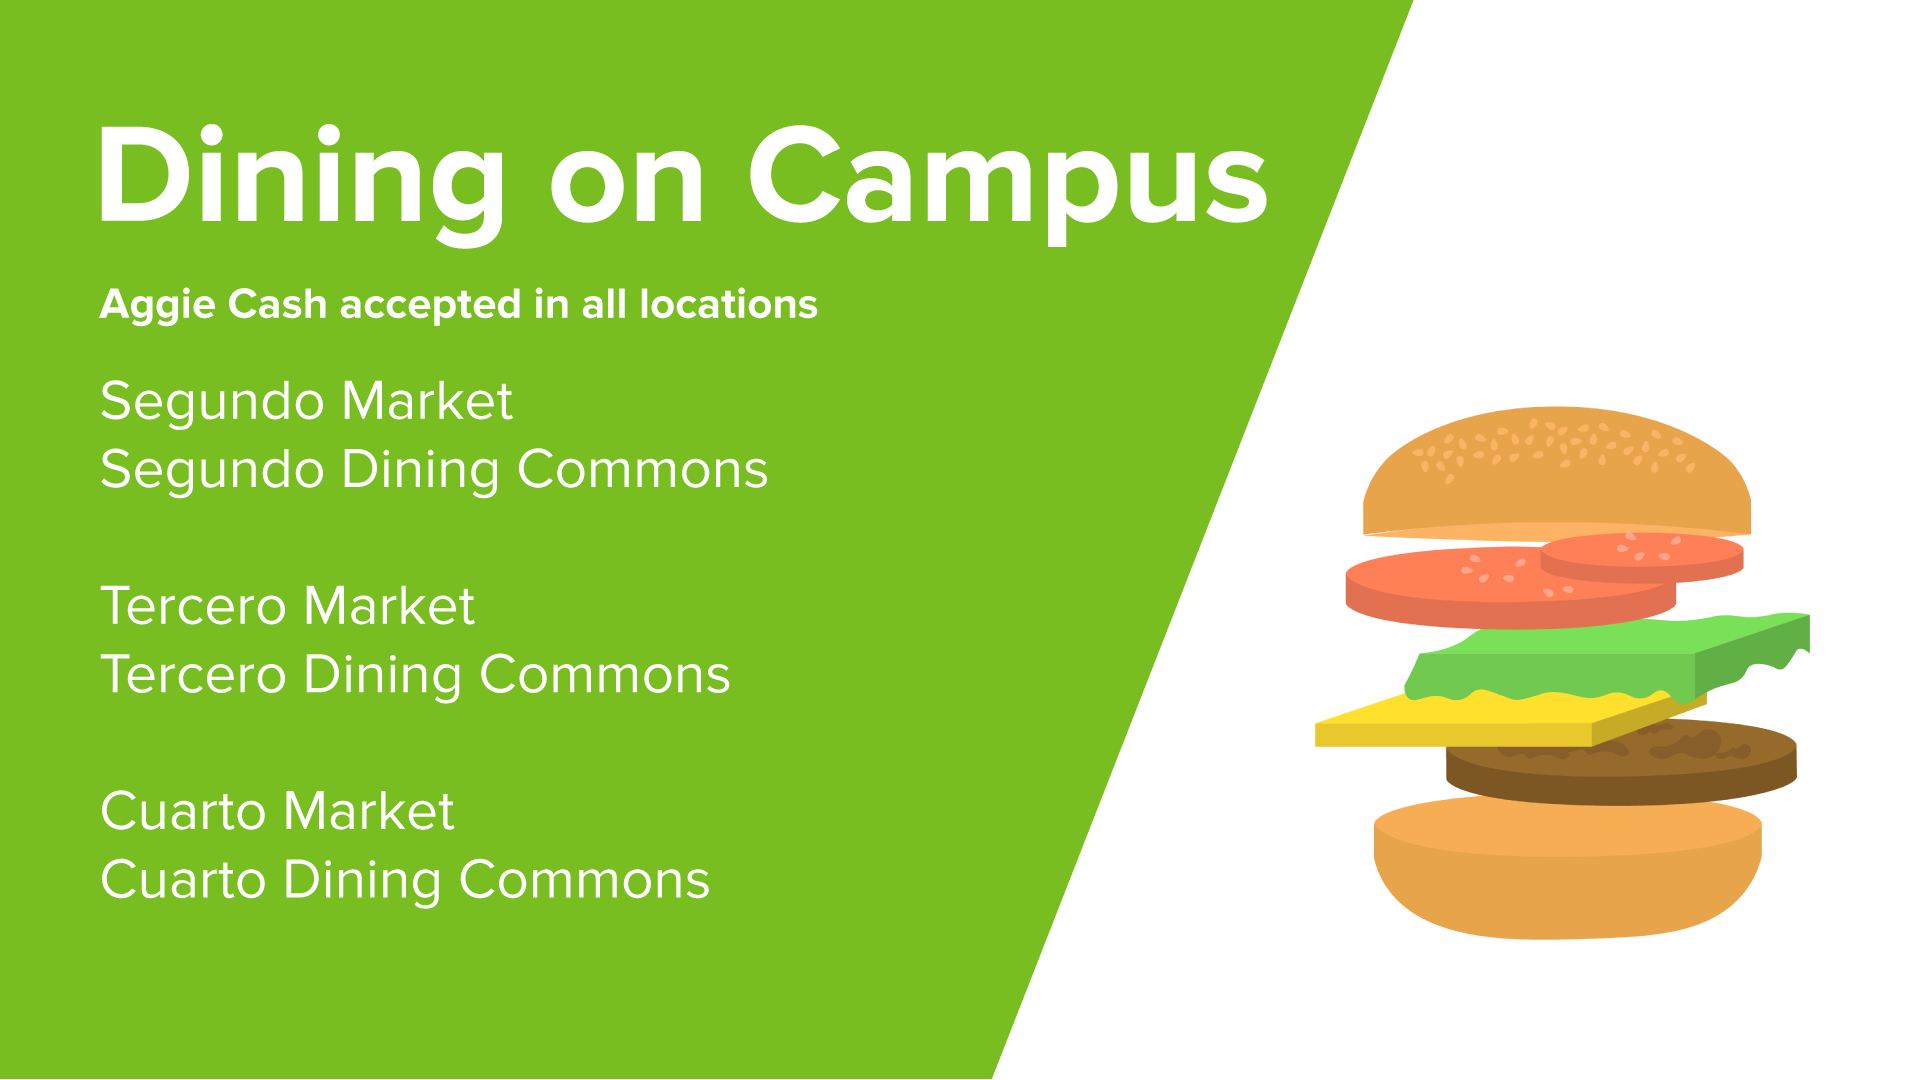 Dining on Campus
Aggie Cash accepted in all locations
Segundo Market
Segundo Dining Commons
Tercero Market
Tercero Dining Commons
Cuarto Market
Cuarto Dining Commons